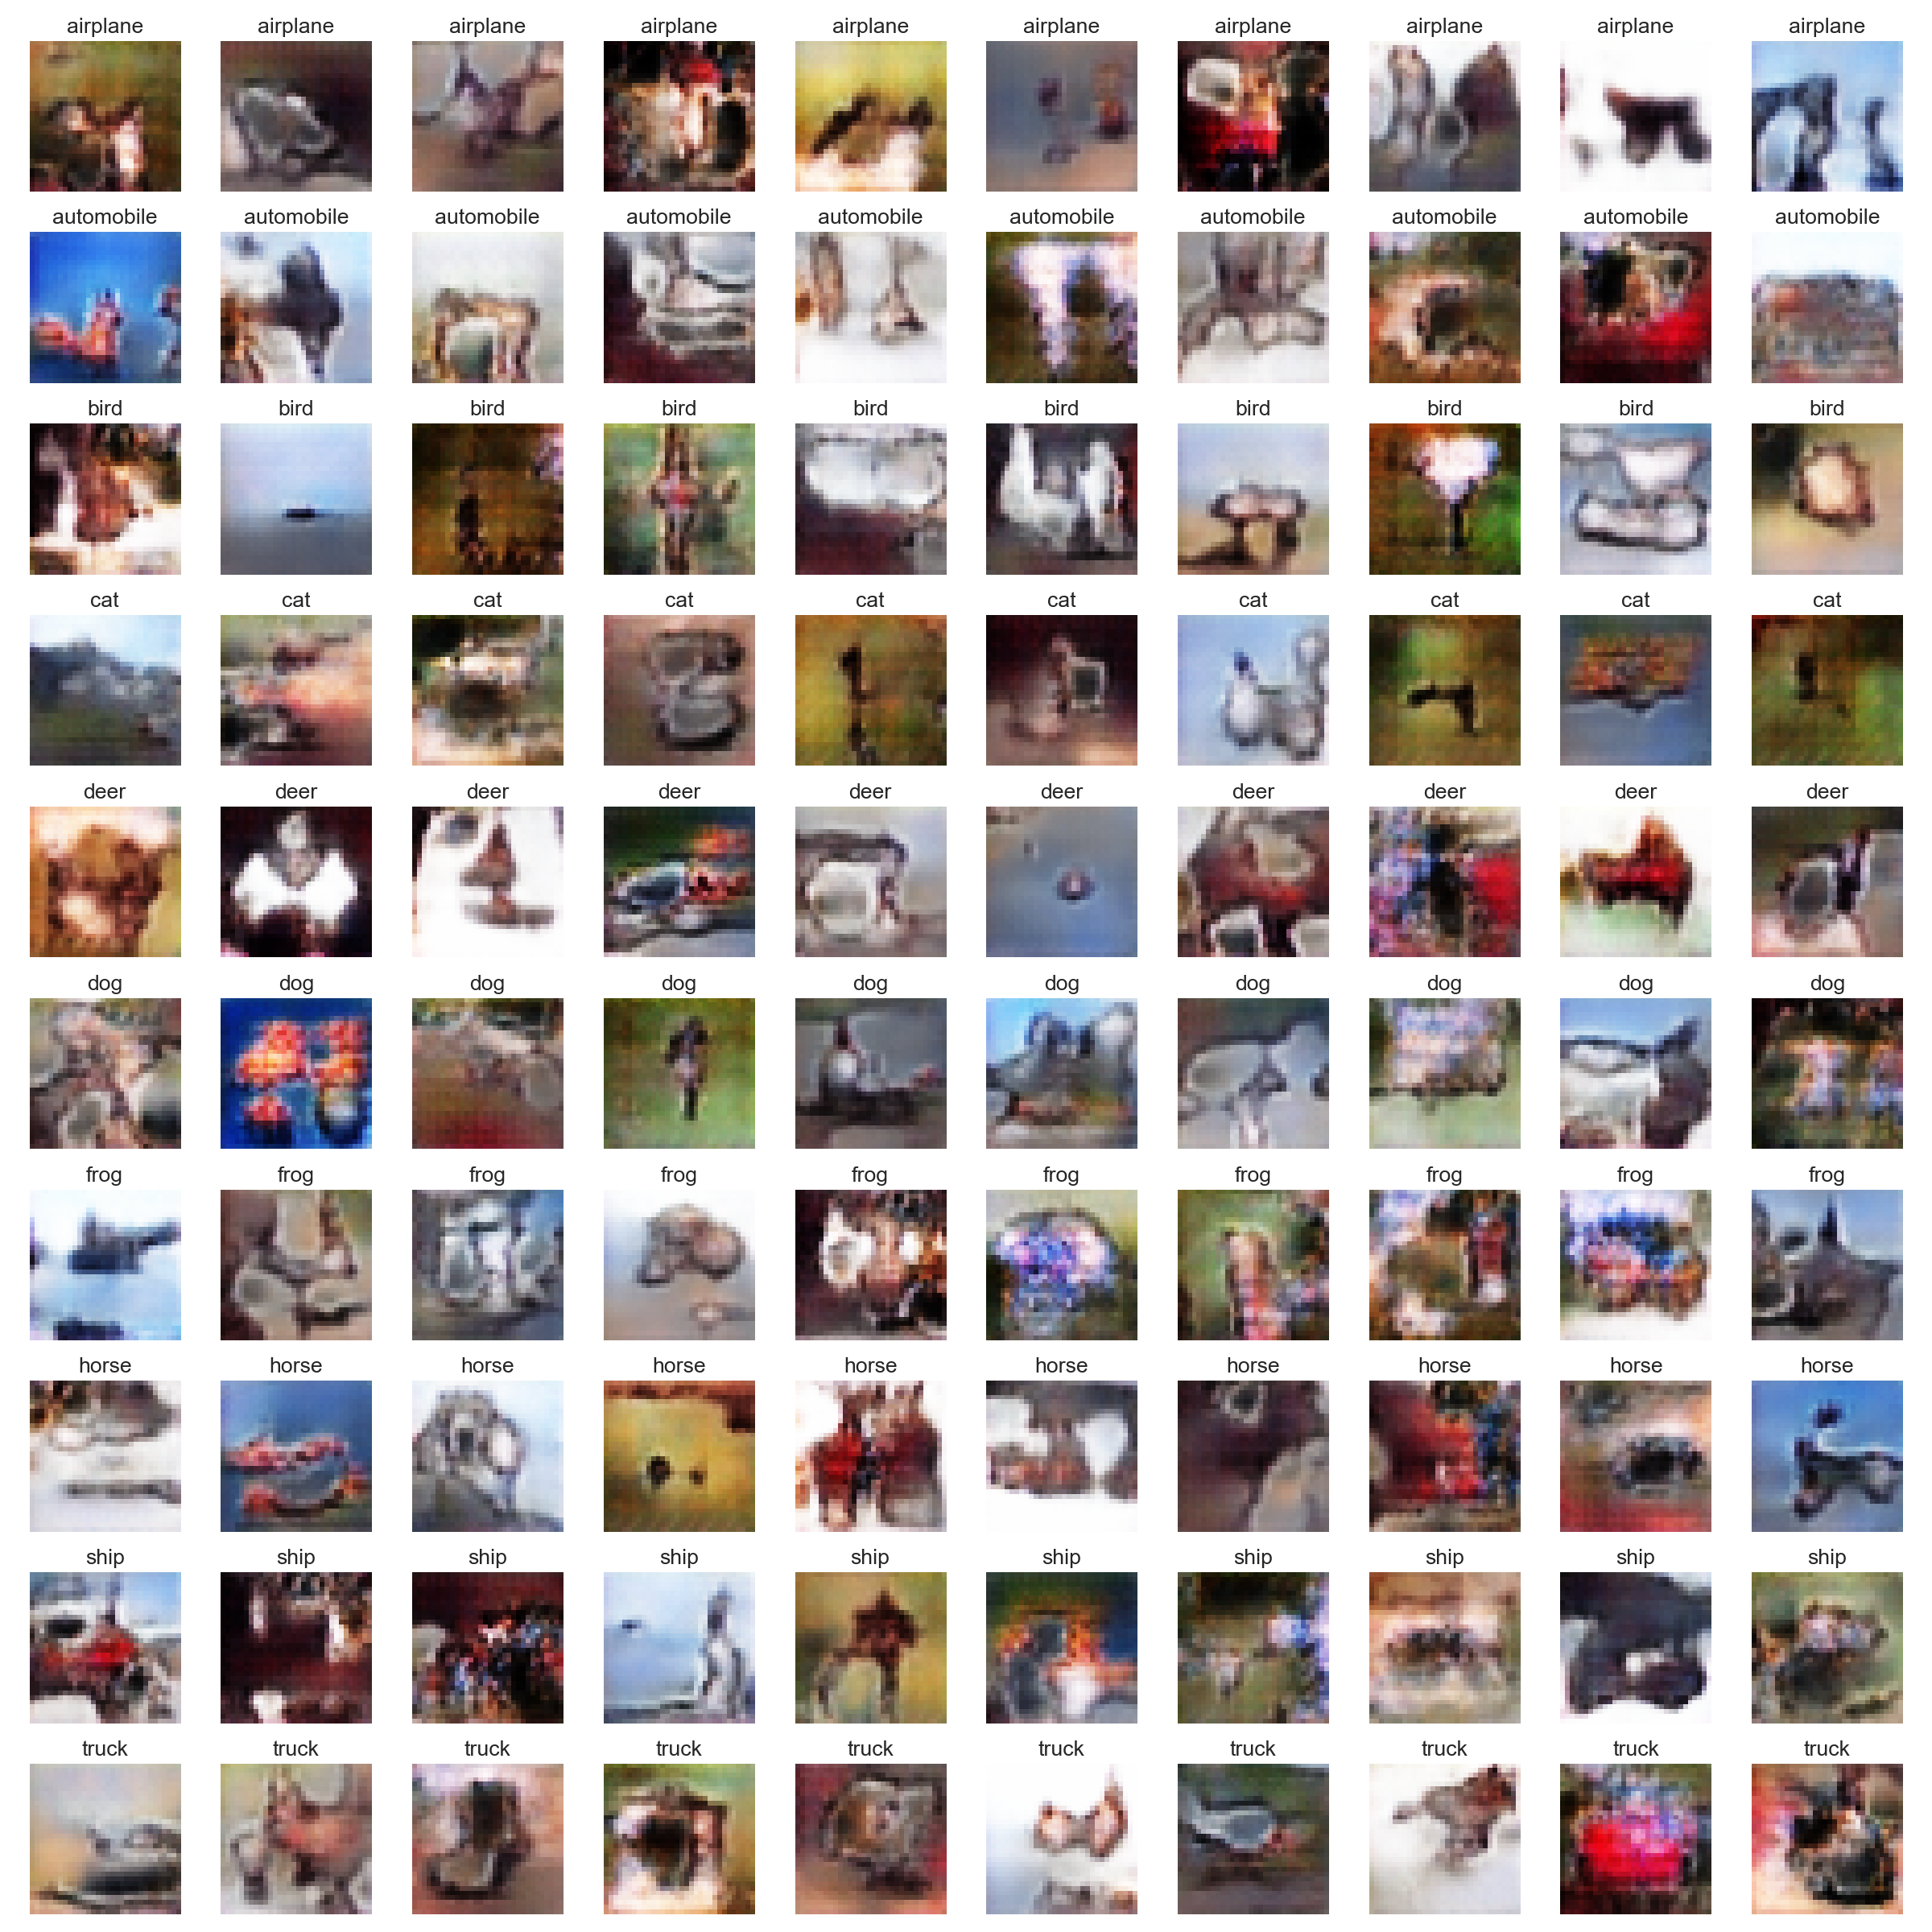 airplane airplane airplane airplane airplane airplane airplane airplane airplane airplane
automobile automobile automobile automobile automobile automobile automobile automobile automobile automobile
bird bird bird bird bird bird bird bird bird bird
cat cat cat cat cat cat cat cat cat cat
deer deer deer deer deer deer deer deer deer deer
dog dog dog dog dog dog dog dog dog dog
frog frog frog frog frog frog frog frog frog frog
horse horse horse horse horse horse horse horse horse horse
ship ship ship ship ship ship ship ship ship ship
truck truck truck truck truck truck truck truck truck truck